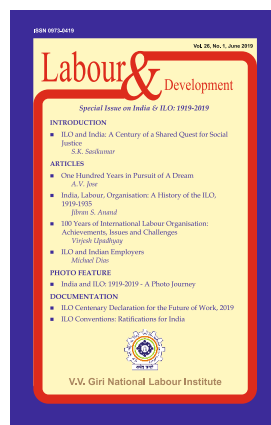 ISSN 0973-0419
Vol. 26, No. 1, June 2019
Labour & Development
Special Issue on India & ILO: 1919-2019
INTRODUCTION
■ ILO and India: A Century of a Shared Quest for Social
Justice
S.K. Sasikumar
ARTICLES
■ One Hundred Years in Pursuit of A Dream
A.V. Jose
■ India, Labour, Organisation: A History of the ILO,
1919-1935
Jibran S. Anand
■ 100 Years of International Labour Organisation:
Achievements, Issues and Challenges
Virjesh Upadhyay
■ ILO and Indian Employers
Michael Dias
PHOTO FEATURE
■ India and ILO: 1919-2019 - A Photo Journey
DOCUMENTATION
■ ILO Centenary Declaration for the Future of Work, 2019
■ ILO Conventions: Ratifications for India
श्रमेव जयते
V.V. Giri National Labour Institute